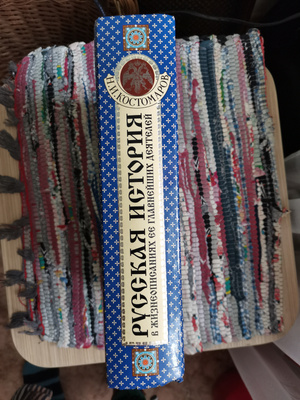 Н.И.КОСТОМАРОВ
РУССКАЯ ИСТОРИЯ
В ЖИЗНЕОПИСАНИЯХ ЕЕ ГЛАВНЕЙШИХ ДЕЯТЕЛЕЙ